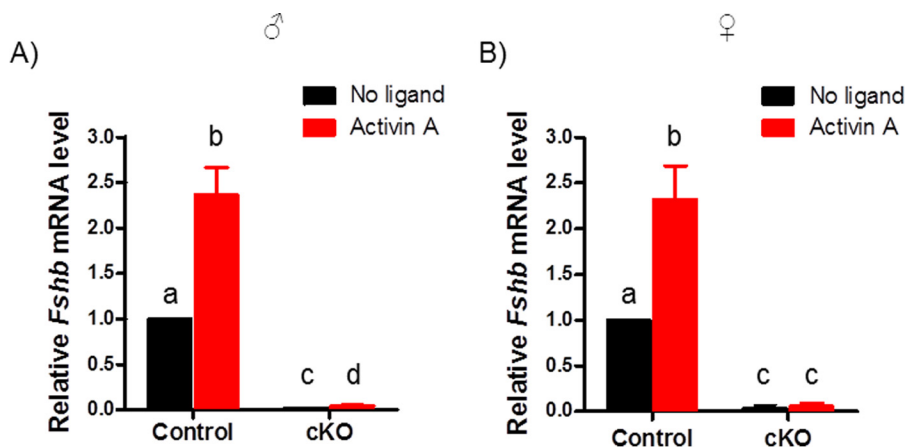 ♂
A)
No ligand
Activin A
Relative Fshb mRNA level
3.0
2.5
2.0
1.5
1.0
0.5
0.0
a
b
c
d
Control
cKO
♀
B)
No ligand
Activin A
Relative Fshb mRNA level
3.0
2.5
2.0
1.5
1.0
0.5
0.0
a
b
c
c
Control
cKO